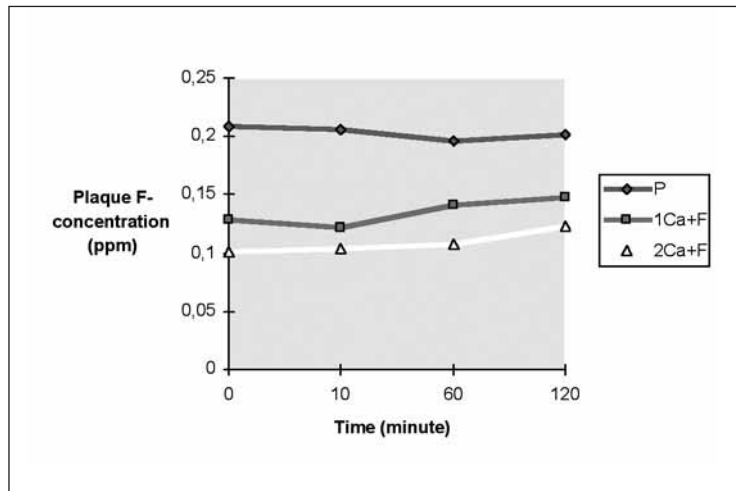 0,25
0,2
0,15
0,1
0,05
0
Plaque F-
concentration
(ppm)
0 10 60 120
Time (minute)
P
1Ca+F
2Ca+F